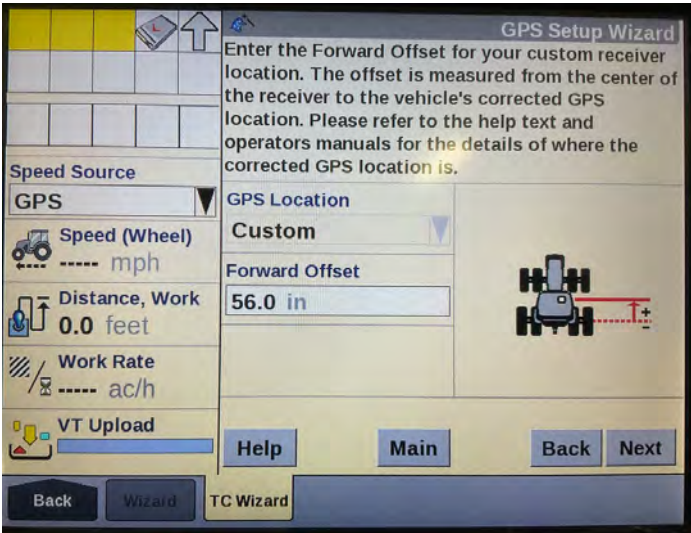 GPS Setup Wizard
Enter the Forward Offset for your custom receiver
location. The offset is measured from the center of
the receiver to the vehicle's corrected GPS
location. Please refer to the help text and
operators manuals for the details of where the
corrected GPS location is.
Speed Source
GPS
Speed (Wheel)
----- mph
Distance, Work
0.0 feet
Work Rate
----- ac/h
VT Upload
GPS Location
Custom
Forward Offset
56.0 in
+
-
Help
Main
Back
Next
Back
Wizard
TC Wizard